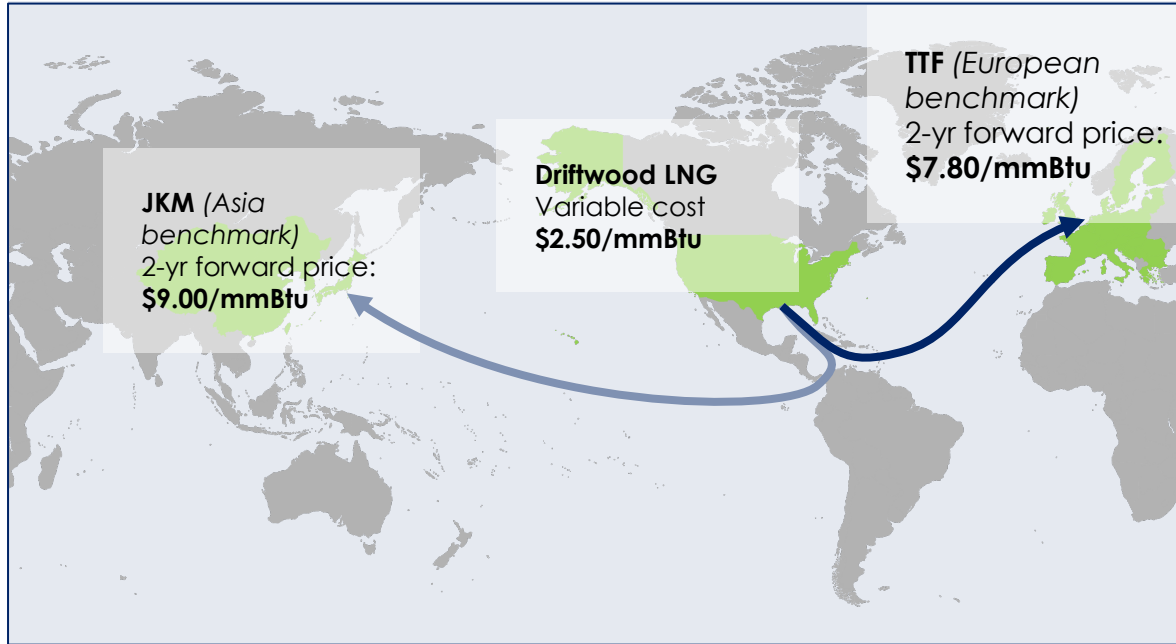 JKM (Asia
benchmark)
2-yr forward price:
$9.00/mmBtu
Driftwood LNG
Variable cost
$2.50/mmBtu
TTF (European
benchmark)
2-yr forward price:
$7.80/mmBtu